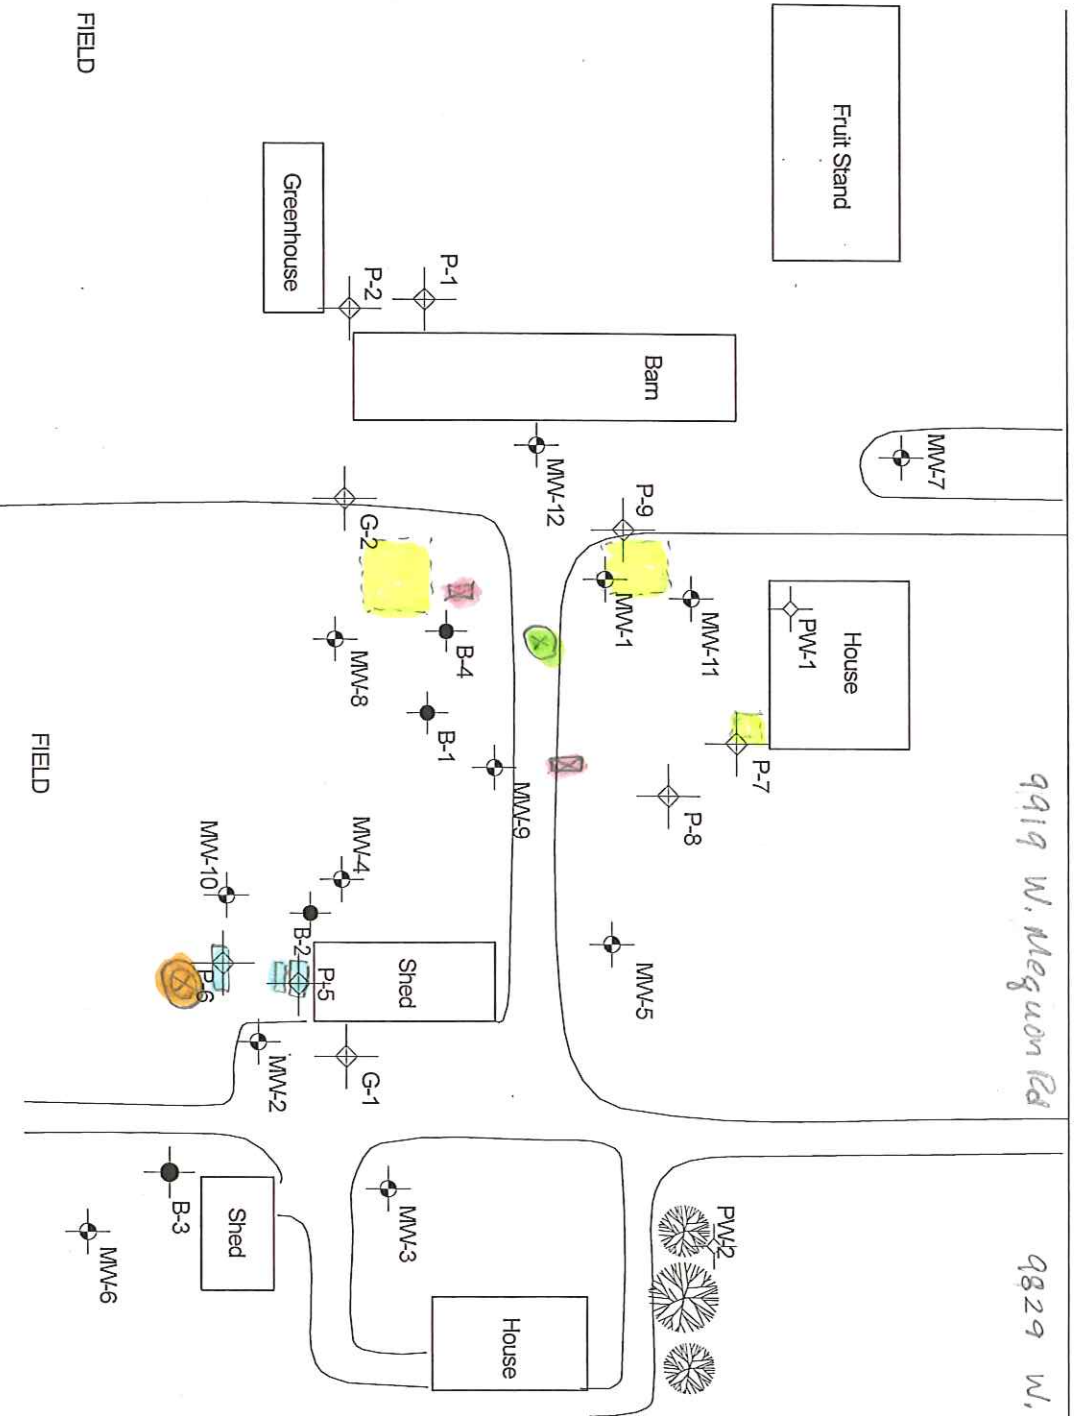 9919 W. Mequon Rd
9829 W.
Fruit Stand
MW-7
House
PW-1
PW-2
Barn
P-9
MW-11
P-7
P-8
MW-1
MW-12
MW-5
House
MW-9
P-1
P-2
B-4
B-1
Shed
MW-3
Greenhouse
G-2
MW-8
MW-4
B-2
P-5
G-1
MW-10
P-6
MW-2
Shed
B-3
MW-6
FIELD
FIELD